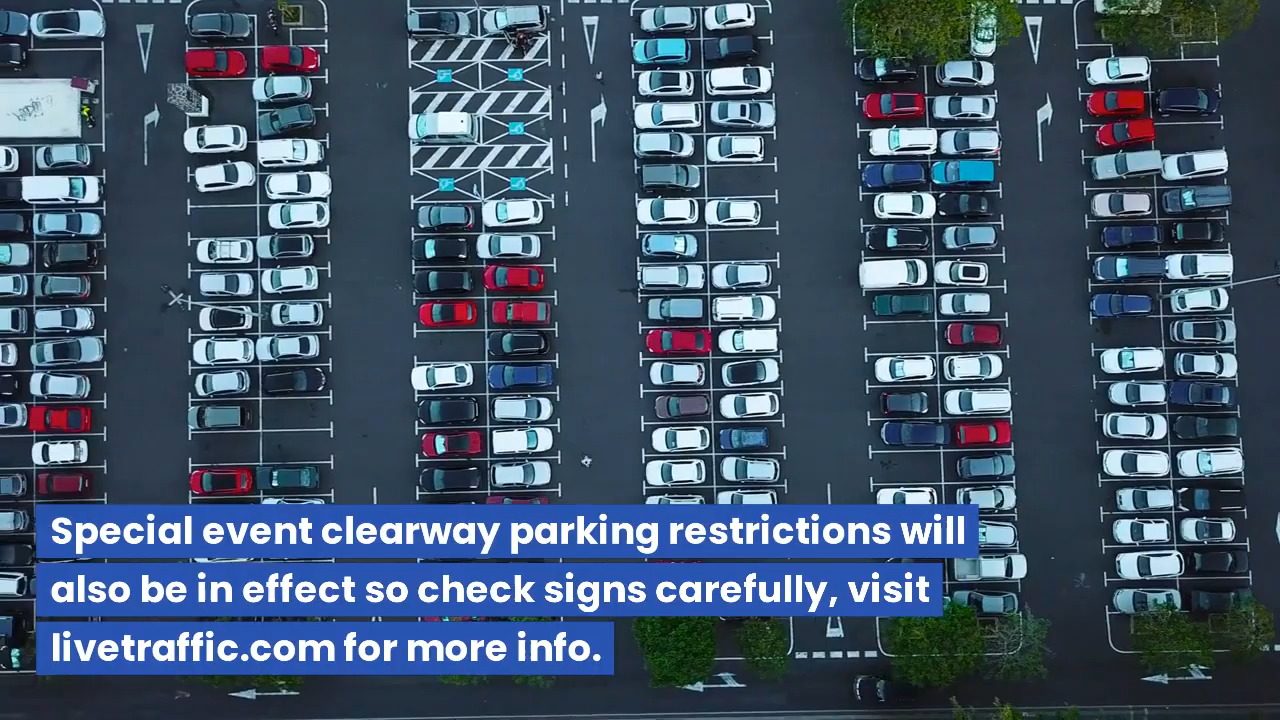 Special event clearway parking restrictions will
also be in effect so check signs carefully, visit
livetraffic.com for more info.